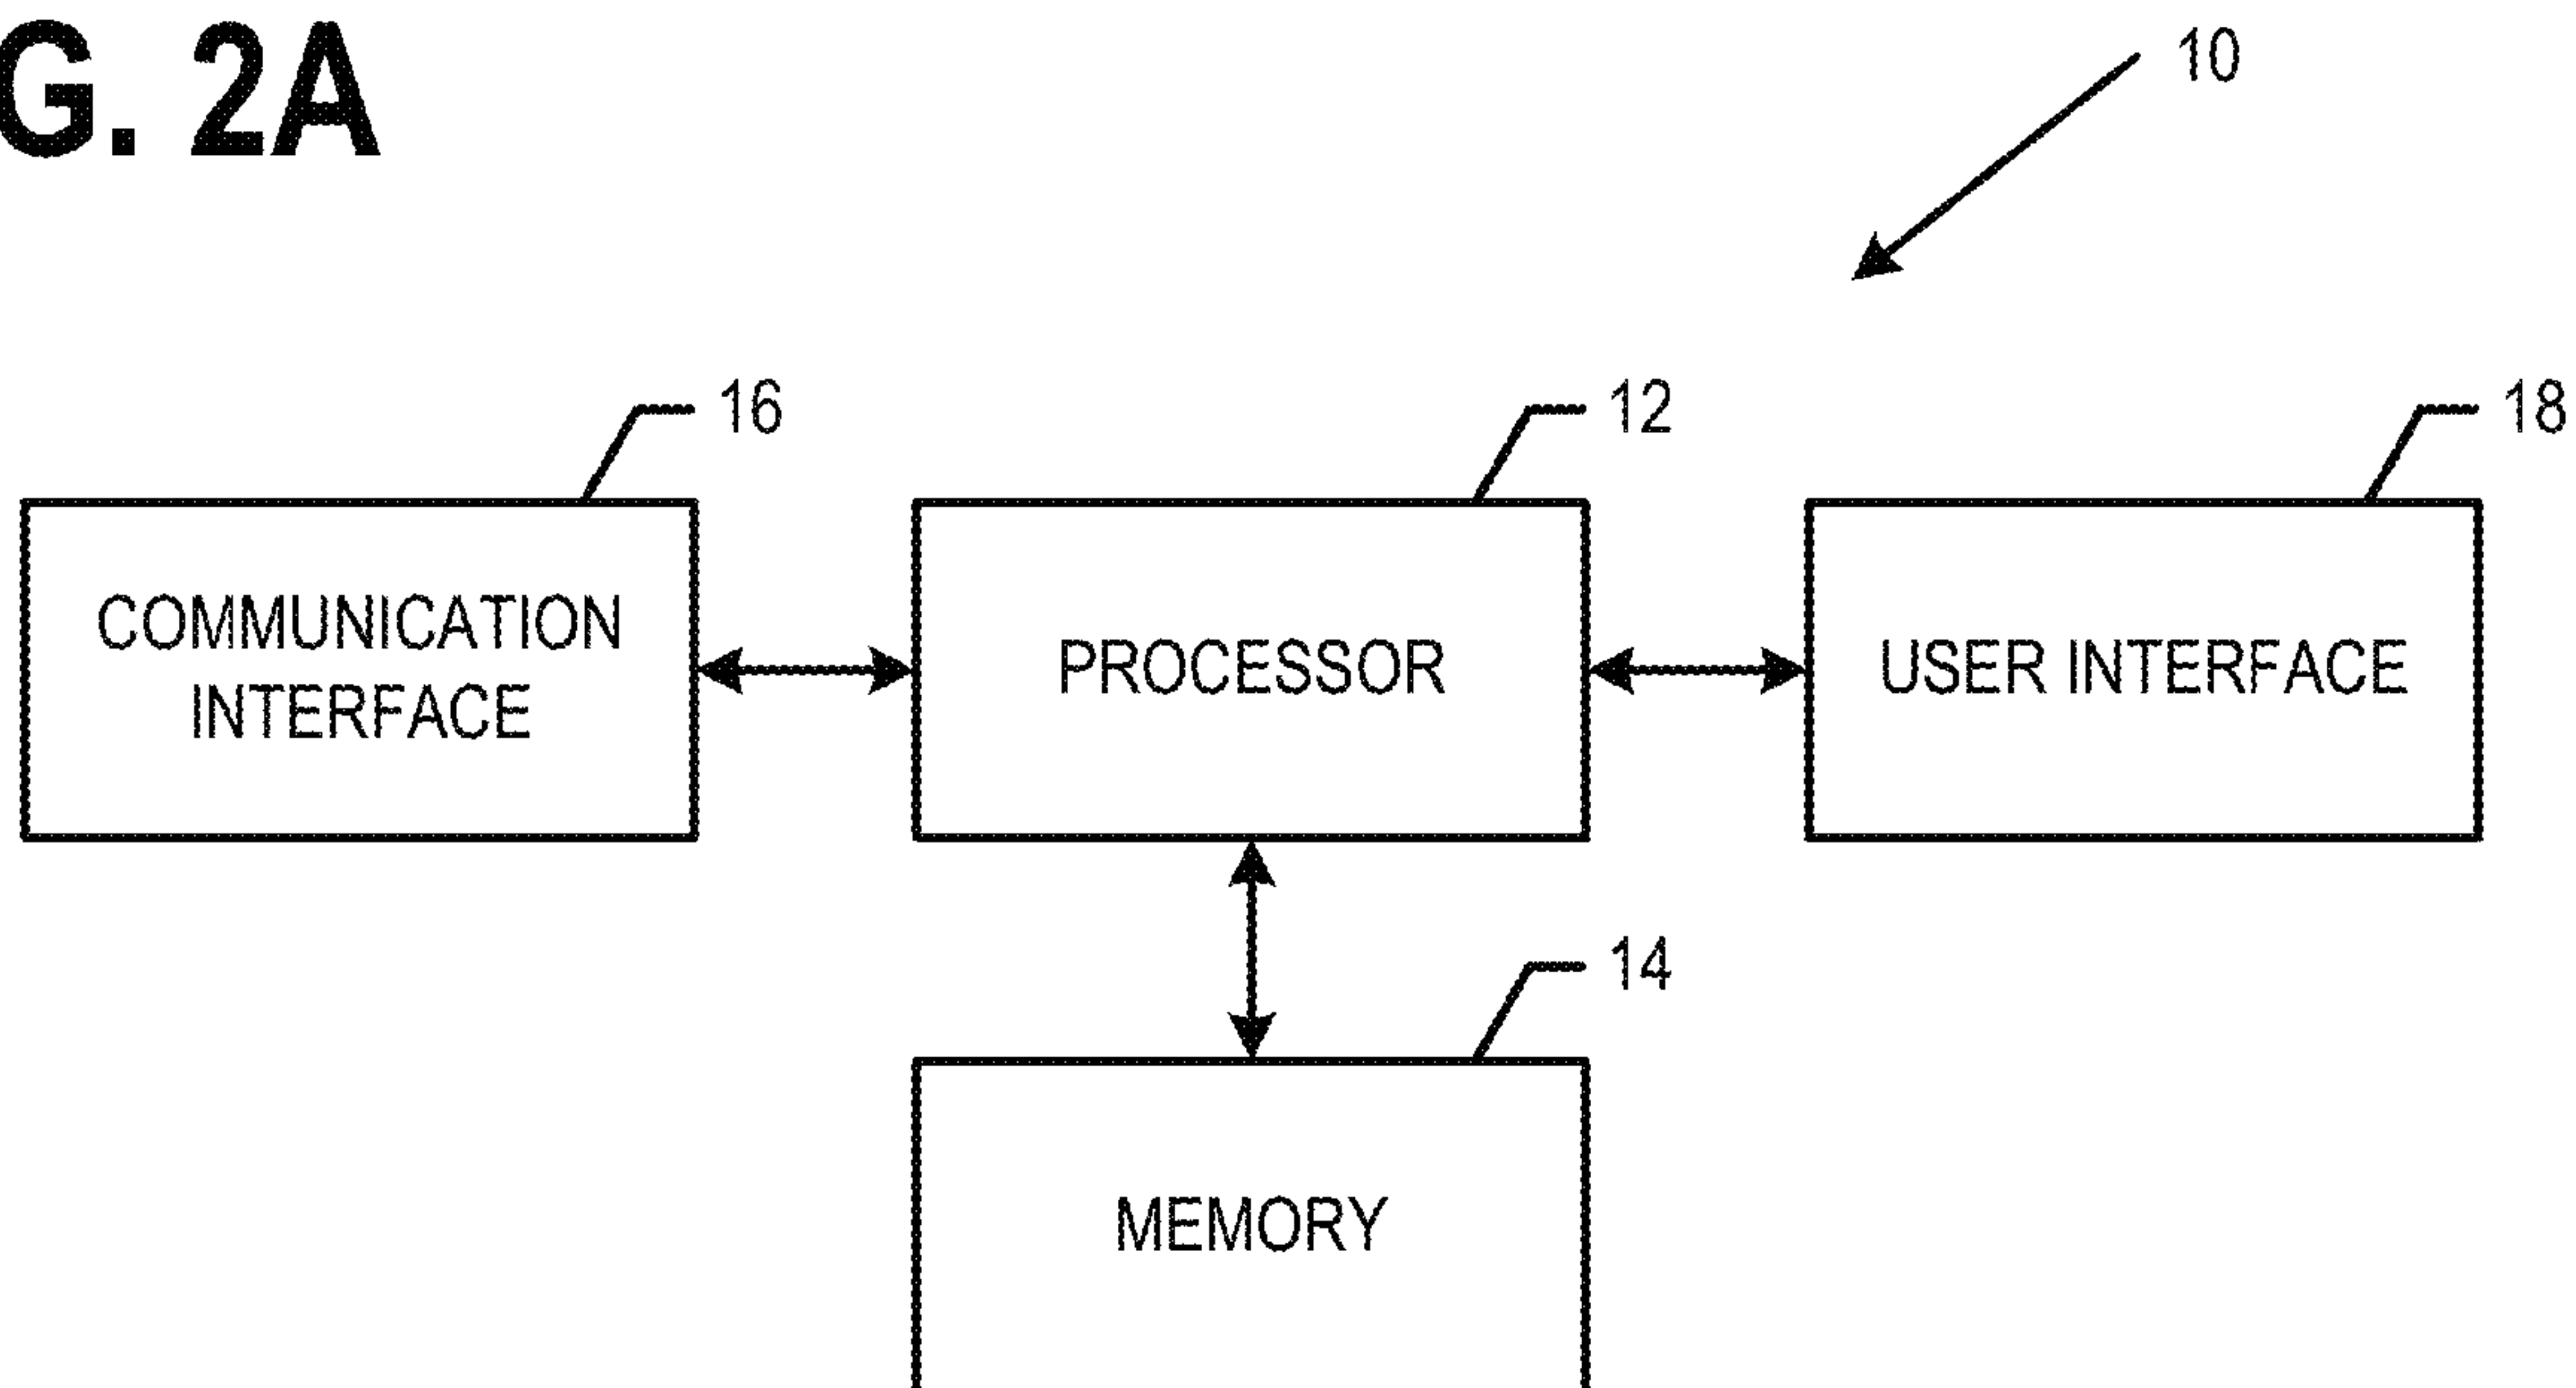 G. 2A
10
16
12
18
COMMUNICATION
INTERFACE
PROCESSOR
USER INTERFACE
14
MEMORY